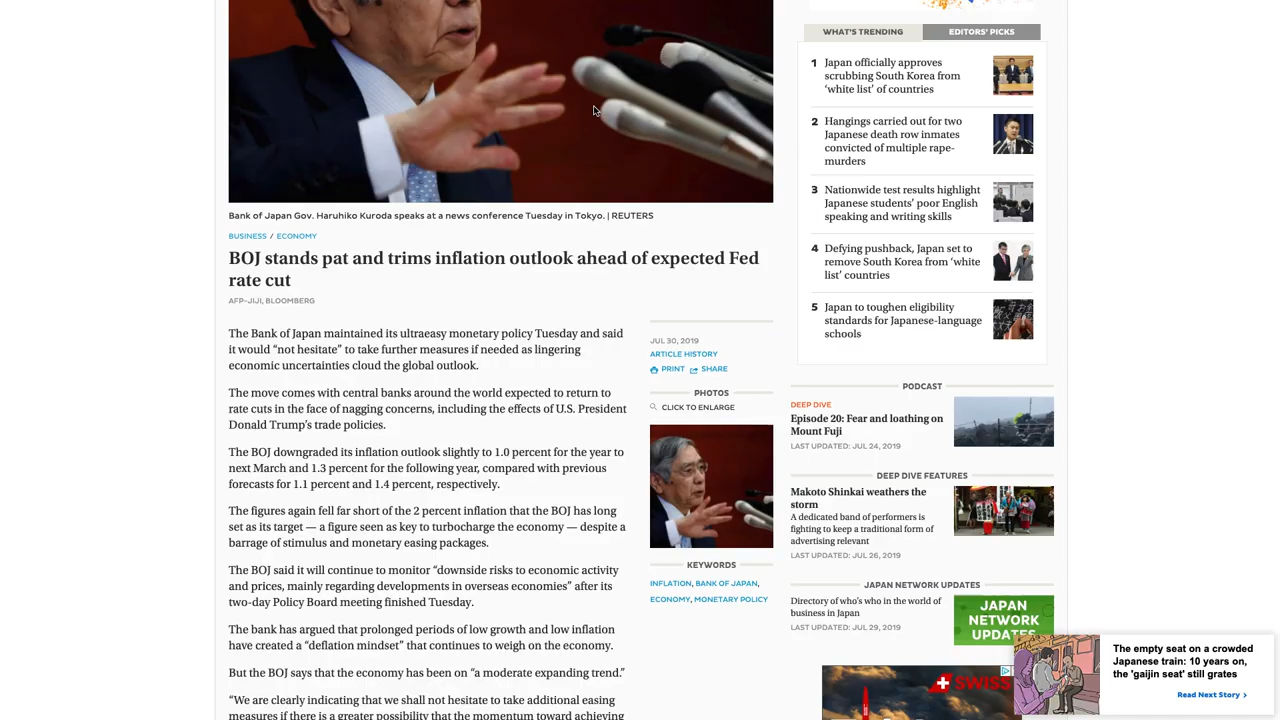 Bank of Japan Gov. Haruhiko Kuroda speaks at a news conference Tuesday in Tokyo. | REUTERS
BUSINESS / ECONOMY
BOJ stands pat and trims inflation outlook ahead of expected Fed
rate cut
AFP-JIJI, BLOOMBERG
The Bank of Japan maintained its ultraeasy monetary policy Tuesday and said
it would “not hesitate” to take further measures if needed as lingering
economic uncertainties cloud the global outlook.
The move comes with central banks around the world expected to return to
rate cuts in the face of nagging concerns, including the effects of U.S. President
Donald Trump’s trade policies.
The BOJ downgraded its inflation outlook slightly to 1.0 percent for the year to
next March and 1.3 percent for the following year, compared with previous
forecasts for 1.1 percent and 1.4 percent, respectively.
The figures again fell far short of the 2 percent inflation that the BOJ has long
set as its target — a figure seen as key to turbocharge the economy — despite a
barrage of stimulus and monetary easing packages.
The BOJ said it will continue to monitor “downside risks to economic activity
and prices, mainly regarding developments in overseas economies” after its
two-day Policy Board meeting finished Tuesday.
The bank has argued that prolonged periods of low growth and low inflation
have created a “deflation mindset” that continues to weigh on the economy.
But the BOJ says that the economy has been on “a moderate expanding trend.”
“We are clearly indicating that we shall not hesitate to take additional easing
measures if there is a greater possibility that the momentum toward achieving
JUL 30, 2019
ARTICLE HISTORY
PRINT SHARE
PHOTOS
CLICK TO ENLARGE
KEYWORDS
INFLATION, BANK OF JAPAN,
ECONOMY, MONETARY POLICY
WHAT'S TRENDING EDITORS' PICKS
1 Japan officially approves
scrubbing South Korea from
‘white list’ of countries
2 Hangings carried out for two
Japanese death row inmates
convicted of multiple rape-
murders
3 Nationwide test results highlight
Japanese students’ poor English
speaking and writing skills
4 Defying pushback, Japan set to
remove South Korea from ‘white
list’ countries
5 Japan to toughen eligibility
standards for Japanese-language
schools
PODCAST
DEEP DIVE
Episode 20: Fear and loathing on
Mount Fuji
LAST UPDATED: JUL 24, 2019
DEEP DIVE FEATURES
Makoto Shinkai weathers the
storm
A dedicated band of performers is
fighting to keep a traditional form of
advertising relevant
LAST UPDATED: JUL 26, 2019
JAPAN NETWORK UPDATES
Directory of who’s who in the world of
business in Japan
LAST UPDATED: JUL 29, 2019
JAPAN
NETWORK
UPDATES
SWISS
The empty seat on a crowded
Japanese train: 10 years on,
the 'gaijin seat' still grates
Read Next Story >